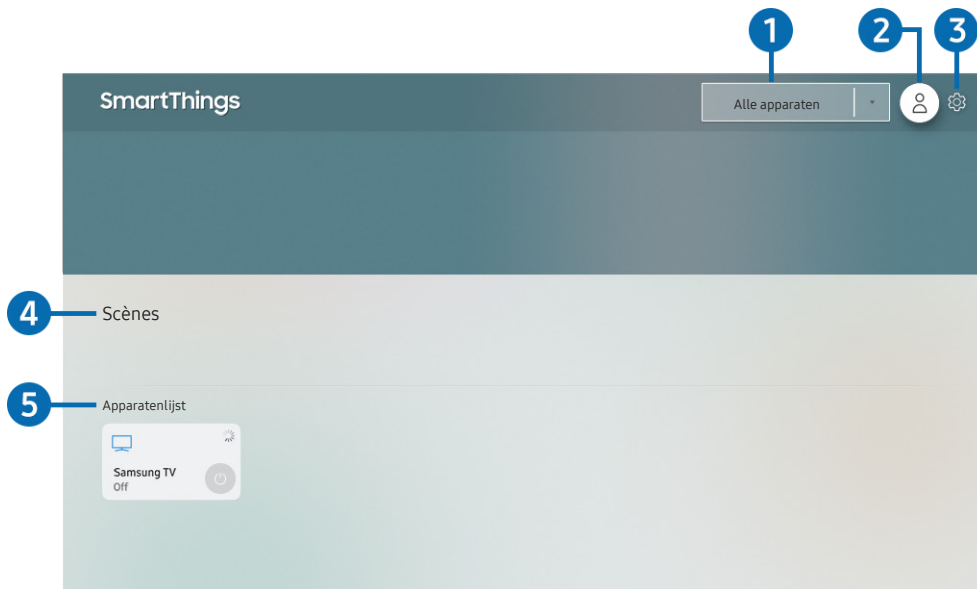 1 2 3
SmartThings
Alle apparaten
4 Scènes
5 Apparatenlijst
Samsung TV
Off